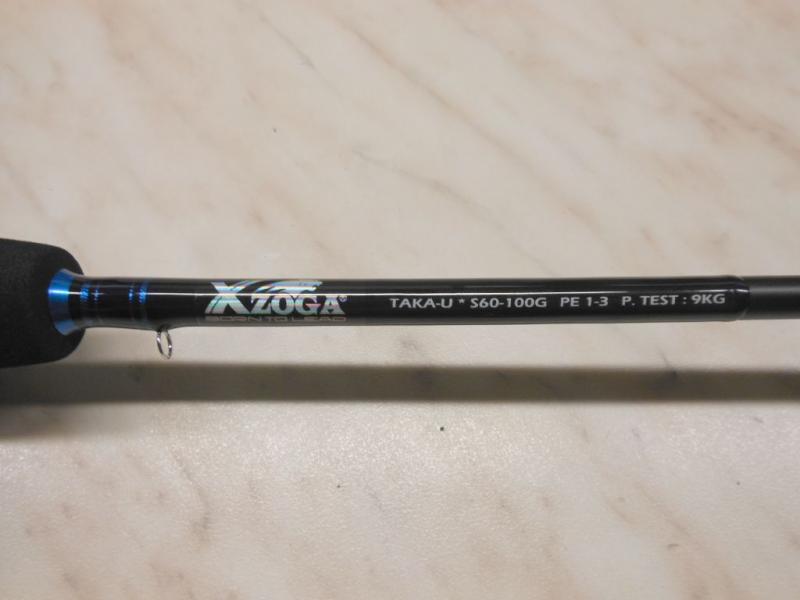 XZOGA® TAKA-U * S60-100G PE 1-3 P. TEST : 9KG
BORN TO LEAD